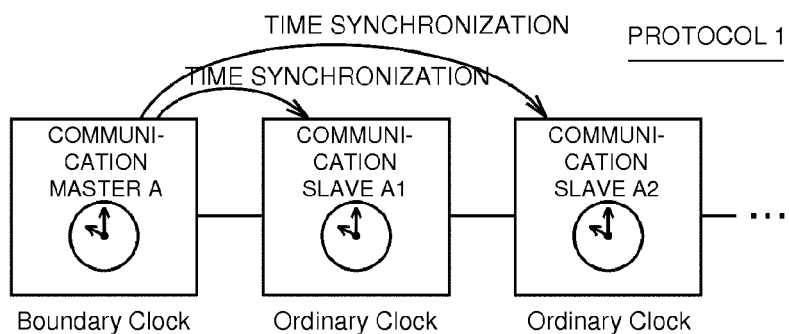 TIME SYNCHRONIZATION
PROTOCOL 1
TIME SYNCHRONIZATION
COMMUNI-
CATION
MASTER A
COMMUNI-
CATION
SLAVE A1
COMMUNI-
CATION
SLAVE A2
...
Boundary Clock
Ordinary Clock
Ordinary Clock